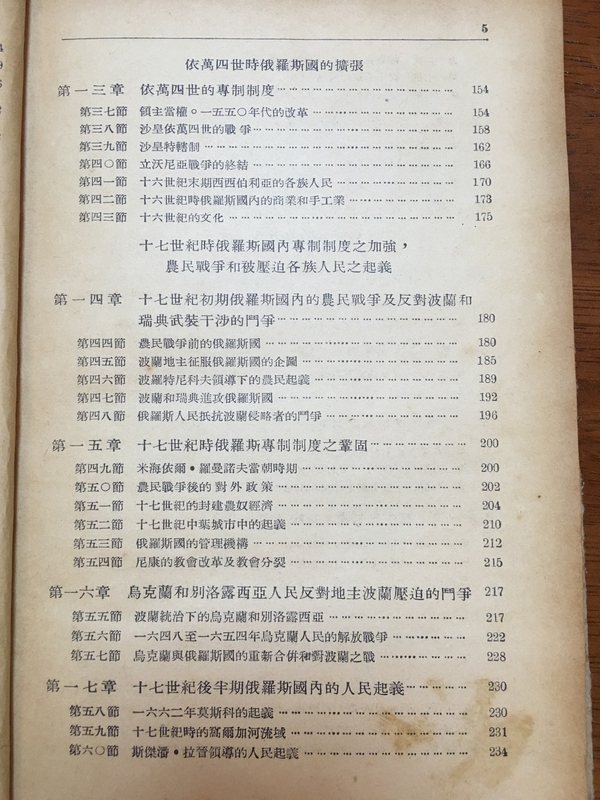 5
依萬四世時俄羅斯國的擴張
第一三章 依萬四世的專制制度 154
第三七節 領主當權。一五五〇年代的改革 154
第三八節 沙皇依萬四世的戰爭 158
第三九節 沙皇特轄制 162
第四〇節 立沃尼亞戰爭的終結 166
第四一節 十六世紀末期西西伯利亞的各族人民 170
第四二節 十六世紀時俄羅斯國內的商業和手工業 173
第四三節 十六世紀的文化 175
十七世紀時俄羅斯國內專制制度之加強，
農民戰爭和被壓迫各族人民之起義
第一四章 十七世紀初期俄羅斯國內的農民戰爭及反對波蘭和
瑞典武裝干涉的鬥爭 180
第四四節 農民戰爭前的俄羅斯國 180
第四五節 波蘭地主征服俄羅斯國的企圖 185
第四六節 波羅特尼科夫領導下的農民起義 189
第四七節 波蘭和瑞典進攻俄羅斯國 192
第四八節 俄羅斯人民抵抗波蘭侵略者的鬥爭 196
第一五章 十七世紀時俄羅斯專制制度之鞏固 200
第四九節 米海依爾·羅曼諾夫當朝時期 200
第五〇節 農民戰爭後的對外政策 202
第五一節 十七世紀的封建農奴經濟 204
第五二節 十七世紀中葉城市中的起義 210
第五三節 俄羅斯國的管理機構 212
第五四節 尼康的教會改革及教會分裂 215
第一六章 烏克蘭和別洛露西亞人民反對地主波蘭壓迫的鬥爭 217
第五五節 波蘭統治下的烏克蘭和別洛露西亞 217
第五六節 一六四八至一六五四年烏克蘭人民的解放戰爭 222
第五七節 烏克蘭與俄羅斯國的重新合併和對波蘭之戰 228
第一七章 十七世紀後半期俄羅斯國內的人民起義 230
第五八節 一六六二年莫斯科的起義 230
第五九節 十七世紀時的窩爾加河流域 231
第六〇節 斯傑潘·拉晉領導的人民起義 234